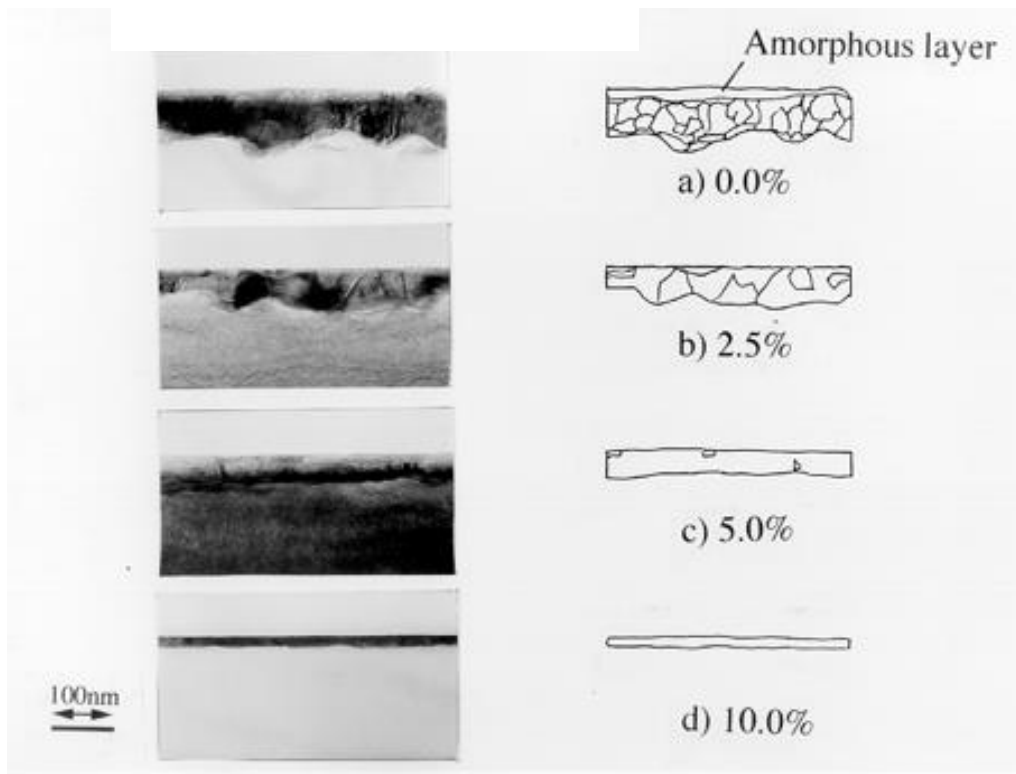 Amorphous layer
a) 0.0%
b) 2.5%
c) 5.0%
d) 10.0%
100nm